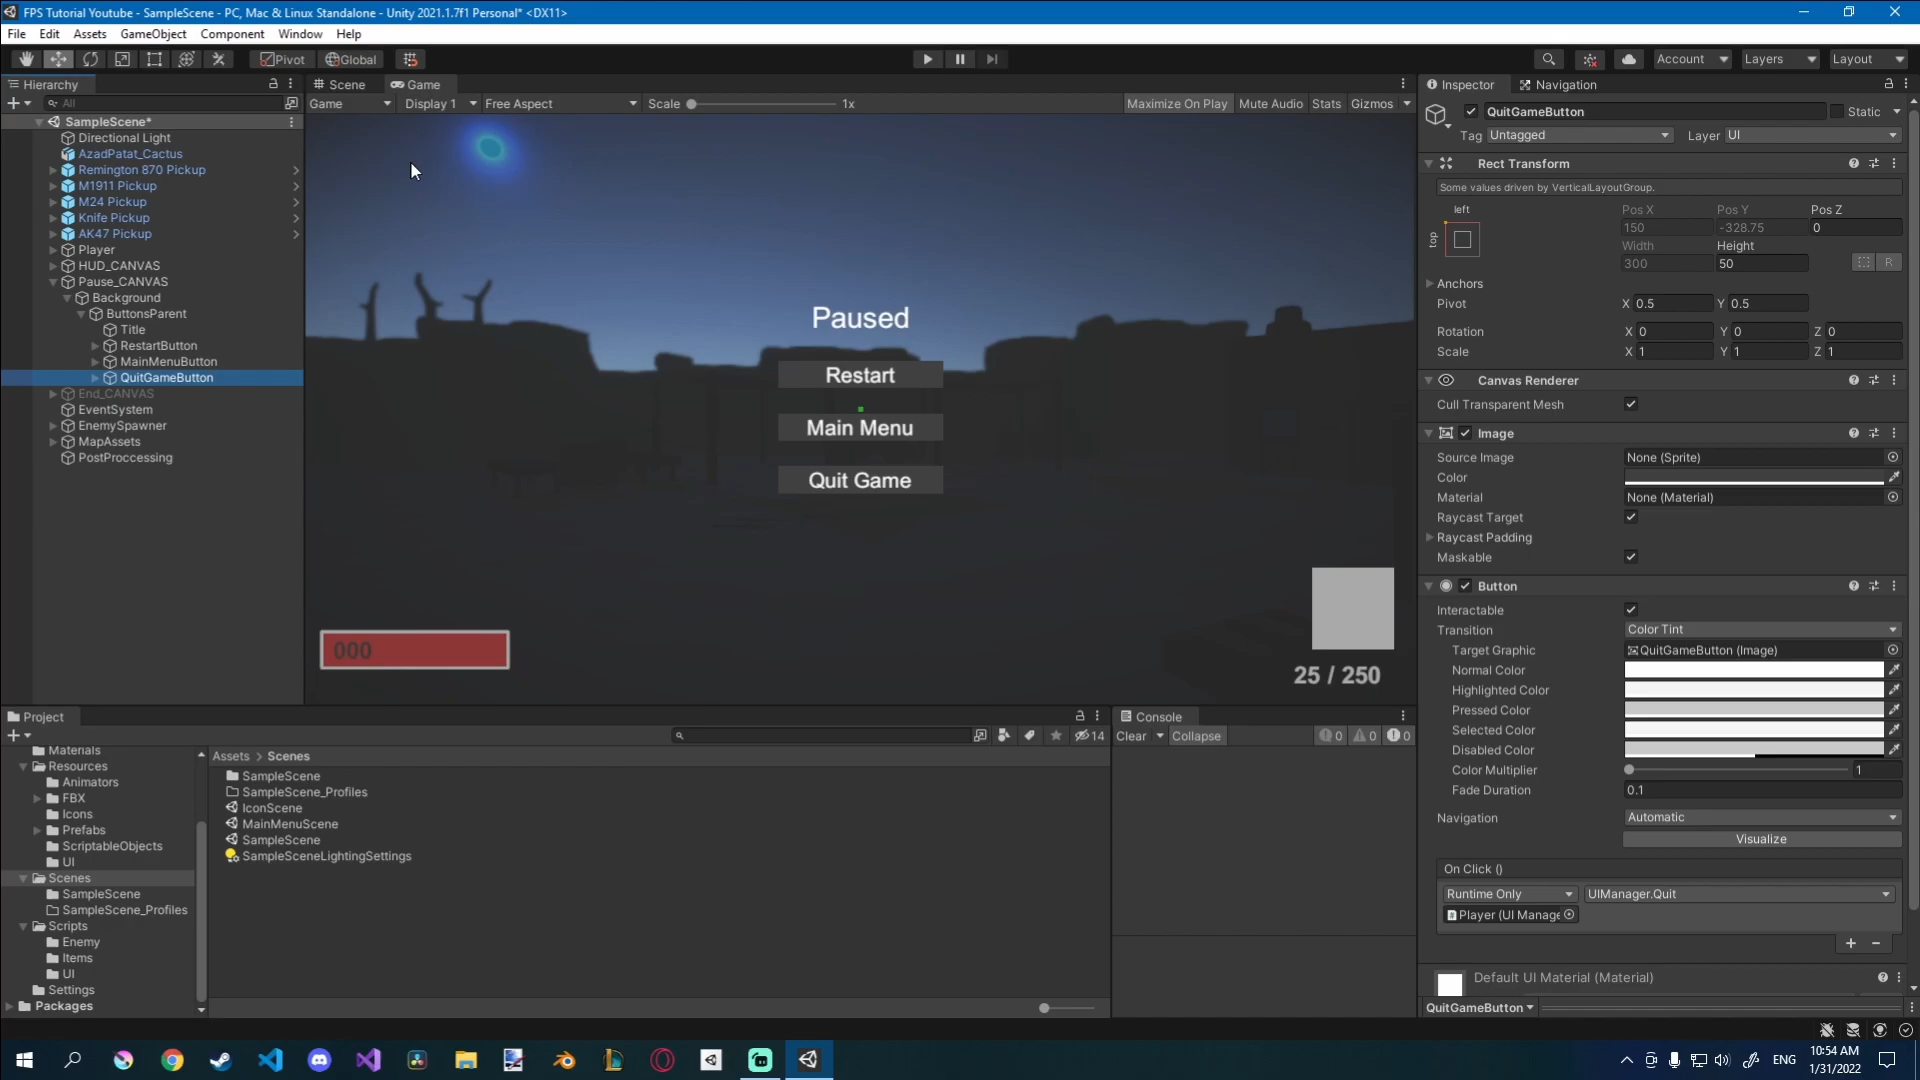 FPS Tutorial Youtube - SampleScene - PC, Mac & Linux Standalone - Unity 2021.1.7f1 Personal* <DX11>
File Edit Assets GameObject Component Window Help
Pivot Global Account Layers Layout
Hierarchy
All
SampleScene*
Directional Light
AzadPatat_Cactus
Remington 870 Pickup
M1911 Pickup
M24 Pickup
Knife Pickup
AK47 Pickup
Player
HUD_CANVAS
Pause_CANVAS
Background
ButtonsParent
Title
RestartButton
MainMenuButton
QuitGameButton
End_CANVAS
EventSystem
EnemySpawner
MapAssets
PostProccessing
Scene Game
Game Display 1 Free Aspect Scale 1x Maximize On Play Mute Audio Stats Gizmos
Paused
Restart
Main Menu
Quit Game
000
25 / 250
Project
14
Materials
Resources
Animators
FBX
Icons
Prefabs
ScriptableObjects
UI
Scenes
SampleScene
SampleScene_Profiles
Scripts
Enemy
Items
UI
Settings
Packages
Assets > Scenes
SampleScene
SampleScene_Profiles
IconScene
MainMenuScene
SampleScene
SampleSceneLightingSettings
Console
Clear Collapse 0 0 0
Inspector Navigation
QuitGameButton Static
Tag Untagged Layer UI
Rect Transform
Some values driven by VerticalLayoutGroup.
left Pos X Pos Y Pos Z
top 150 -328.75 0
Width Height
300 50 R
Anchors
Pivot X 0.5 Y 0.5
Rotation X 0 Y 0 Z 0
Scale X 1 Y 1 Z 1
Canvas Renderer
Cull Transparent Mesh
Image
Source Image None (Sprite)
Color
Material None (Material)
Raycast Target
Raycast Padding
Maskable
Button
Interactable
Transition Color Tint
Target Graphic QuitGameButton (Image)
Normal Color
Highlighted Color
Pressed Color
Selected Color
Disabled Color
Color Multiplier 1
Fade Duration 0.1
Navigation Automatic
Visualize
On Click ()
Runtime Only UIManager.Quit
Player (UI Manage
+ −
Default UI Material (Material)
QuitGameButton
ENG
10:54 AM
1/31/2022